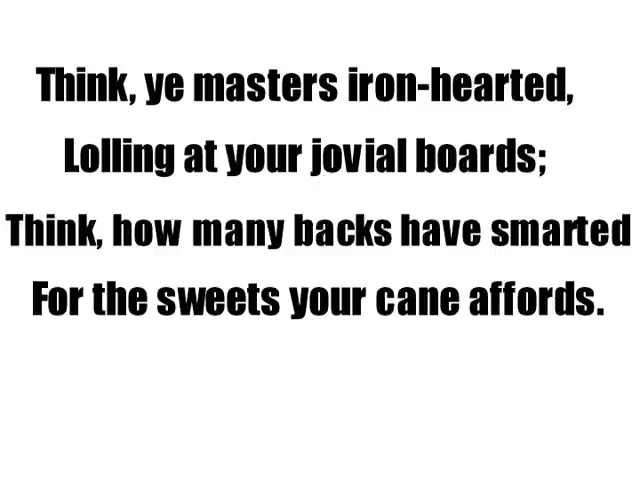 Think, ye masters iron-hearted,
Lolling at your jovial boards;
Think, how many backs have smarted
For the sweets your cane affords.